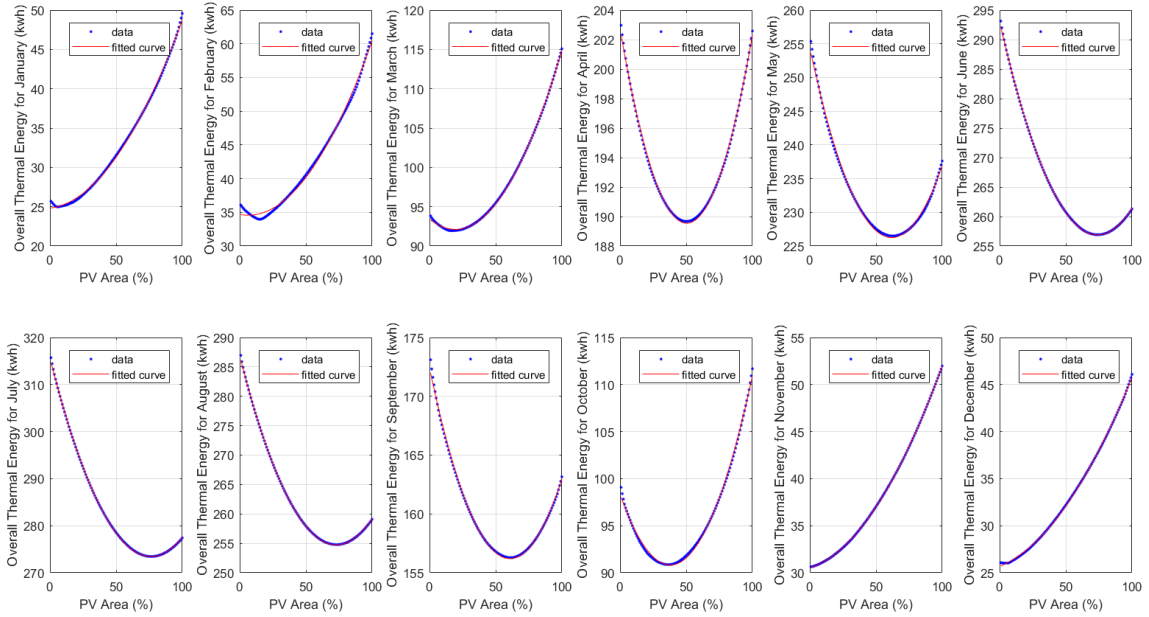 Overall Thermal Energy for January (kwh)
50
45
40
35
30
25
20
0
50
100
PV Area (%)
data
fitted curve
Overall Thermal Energy for February (kwh)
65
60
55
50
45
40
35
30
0
50
100
PV Area (%)
data
fitted curve
Overall Thermal Energy for March (kwh)
120
115
110
105
100
95
90
0
50
100
PV Area (%)
data
fitted curve
Overall Thermal Energy for April (kwh)
204
202
200
198
196
194
192
190
188
0
50
100
PV Area (%)
data
fitted curve
Overall Thermal Energy for May (kwh)
260
255
250
245
240
235
230
225
0
50
100
PV Area (%)
data
fitted curve
Overall Thermal Energy for June (kwh)
295
290
285
280
275
270
265
260
255
0
50
100
PV Area (%)
data
fitted curve
Overall Thermal Energy for July (kwh)
320
310
300
290
280
270
0
50
100
PV Area (%)
data
fitted curve
Overall Thermal Energy for August (kwh)
290
285
280
275
270
265
260
255
250
0
50
100
PV Area (%)
data
fitted curve
Overall Thermal Energy for September (kwh)
175
170
165
160
155
0
50
100
PV Area (%)
data
fitted curve
Overall Thermal Energy for October (kwh)
115
110
105
100
95
90
0
50
100
PV Area (%)
data
fitted curve
Overall Thermal Energy for November (kwh)
55
50
45
40
35
30
0
50
100
PV Area (%)
data
fitted curve
Overall Thermal Energy for December (kwh)
50
45
40
35
30
25
0
50
100
PV Area (%)
data
fitted curve